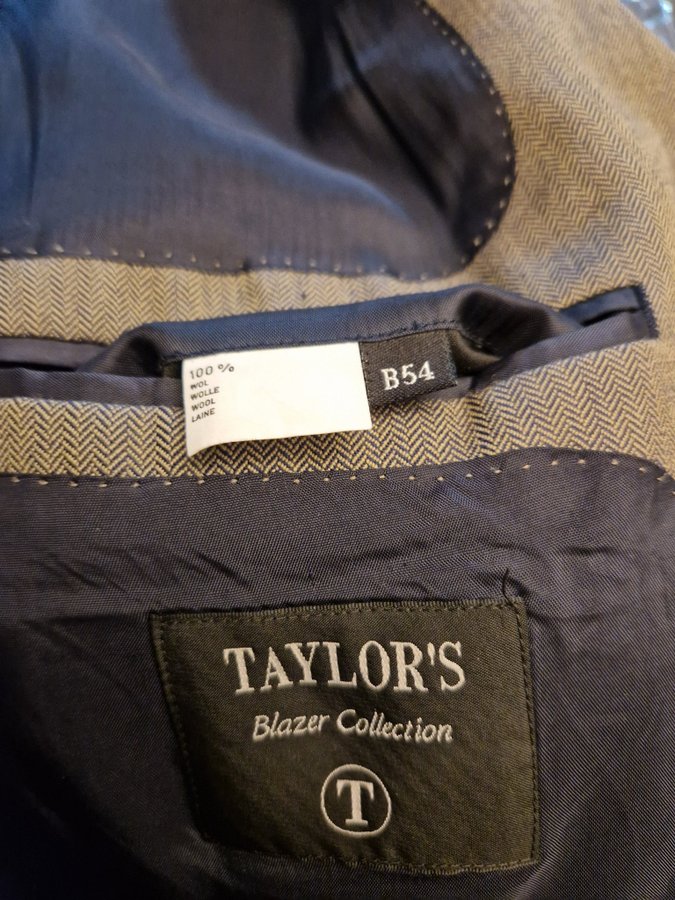 100 %
WOL
WOLLE
WOOL
LAINE
B54
TAYLOR'S
Blazer Collection
T